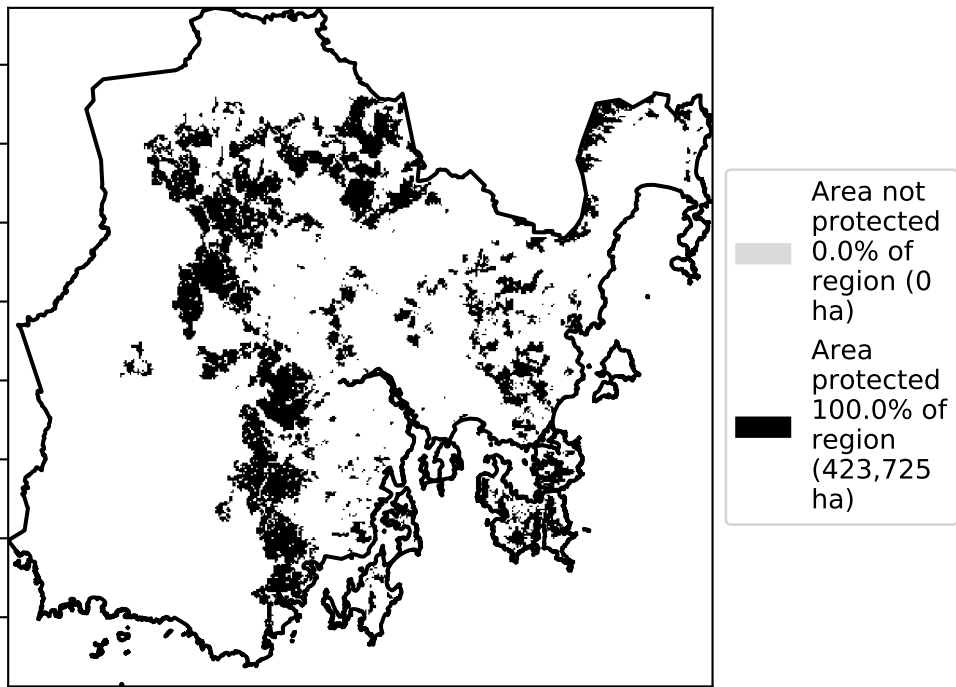 Area not
protected
0.0% of
region (0
ha)
Area
protected
100.0% of
region
(423,725
ha)